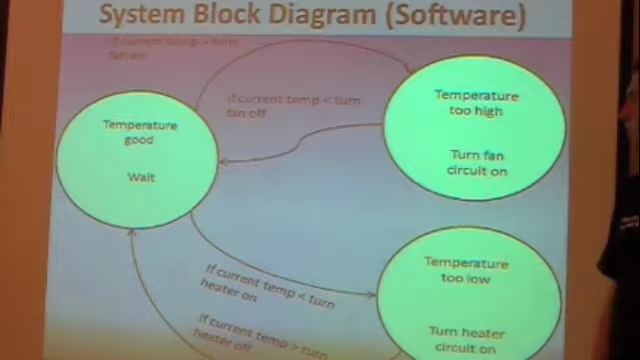 System Block Diagram (Software)
If current temp > turn
fan on
If current temp < turn
fan off
Temperature
too high
Turn fan
circuit on
Temperature
good
Wait
If current temp < turn
heater on
Temperature
too low
Turn heater
circuit on
If current temp > turn
heater off